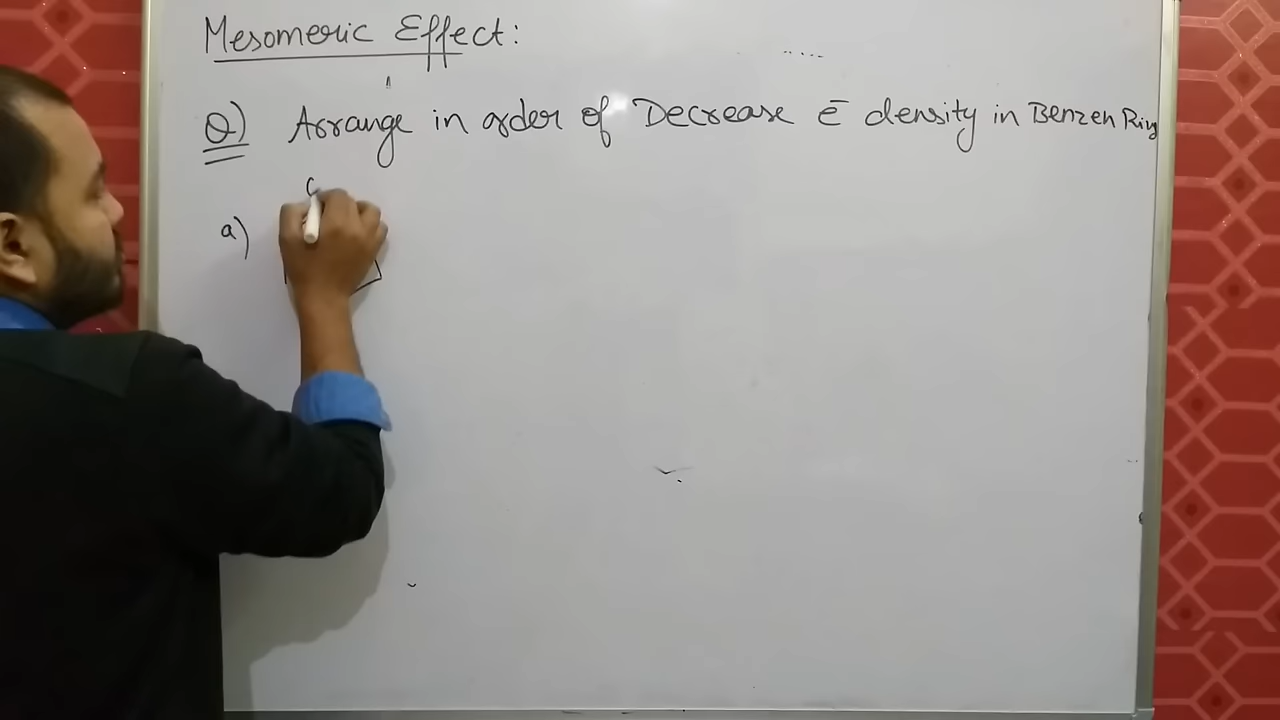 Mesomeric Effect:
Q) Arrange in order of Decrease ē density in Benzen Ring
a)